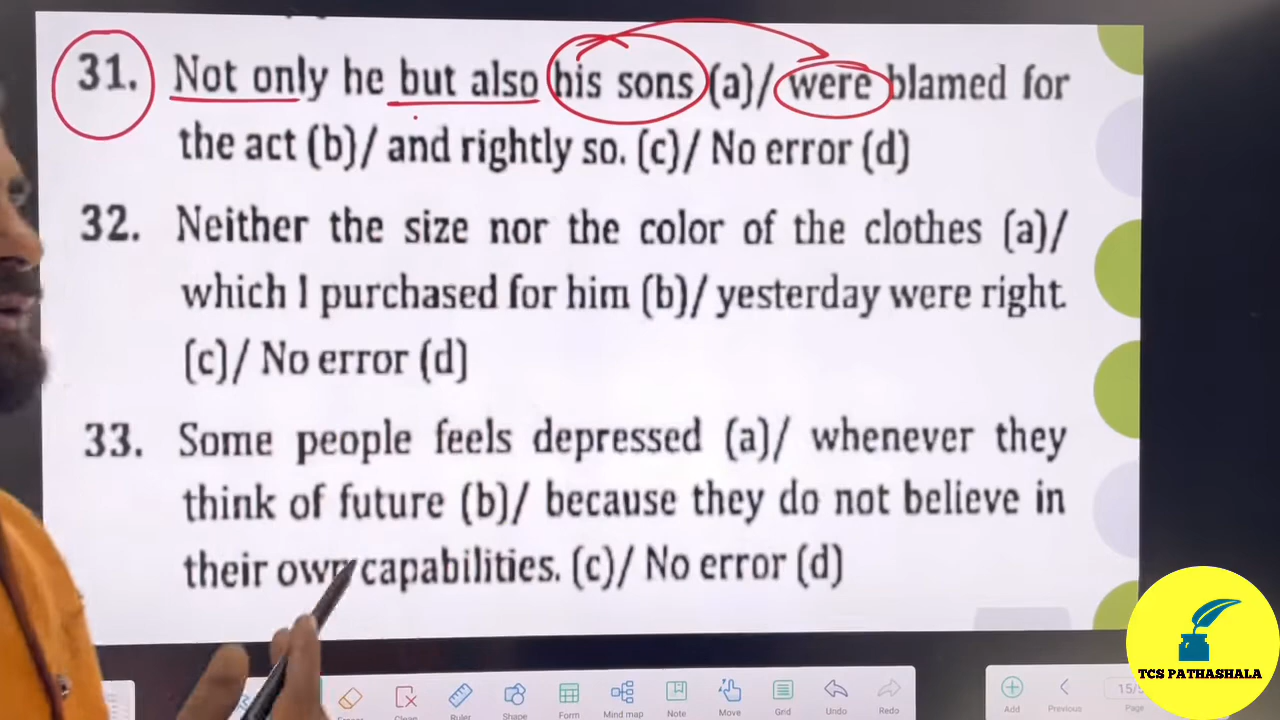 31. Not only he but also his sons (a)/ were blamed for
the act (b)/ and rightly so. (c)/ No error (d)
32. Neither the size nor the color of the clothes (a)/
which I purchased for him (b)/ yesterday were right.
(c)/ No error (d)
33. Some people feels depressed (a)/ whenever they
think of future (b)/ because they do not believe in
their own capabilities. (c)/ No error (d)
Ruler Shape Form Mind map Note Move Grid Undo Redo Add Previous Page
TCS PATHASHALA